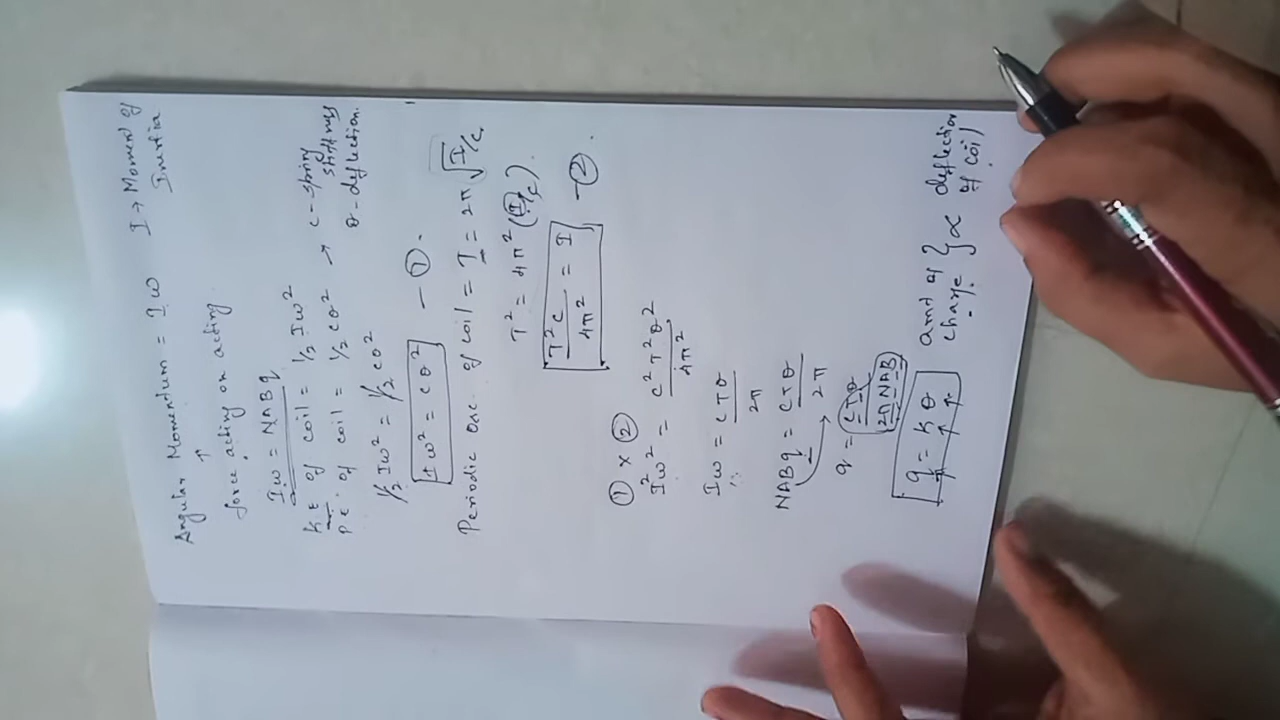 Angular Momentum = Iω I → Moment of Inertia
↑
force acting on acting
Iω = NABq
KE of coil = 1/2 Iω²
PE of coil = 1/2 cθ² → c - spring stiffness
θ - deflection.
1/2 Iω² = 1/2 cθ²
Iω² = cθ² — ①.
Periodic osc. of coil = T = 2π √I/c
T² = 4π² (I/c).
T²c/4π² = I — ②.
① × ②
I²ω² = c²T²θ²/4π²
Iω = cTθ/2π
NABq = cTθ/2π
q = cTθ/2πNAB
q = Kθ amt of charge } ∝ deflection of coil